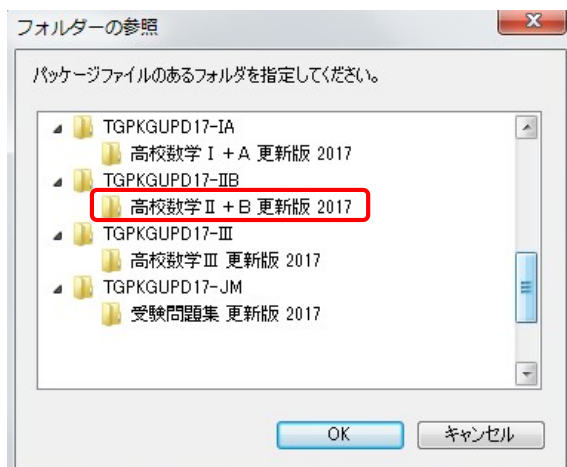 フォルダーの参照
パッケージファイルのあるフォルダを指定してください。
TGPKGUPD17-IA
高校数学Ⅰ+A 更新版 2017
TGPKGUPD17-ⅡB
高校数学Ⅱ+B 更新版 2017
TGPKGUPD17-Ⅲ
高校数学Ⅲ 更新版 2017
TGPKGUPD17-JM
受験問題集 更新版 2017
OK
キャンセル